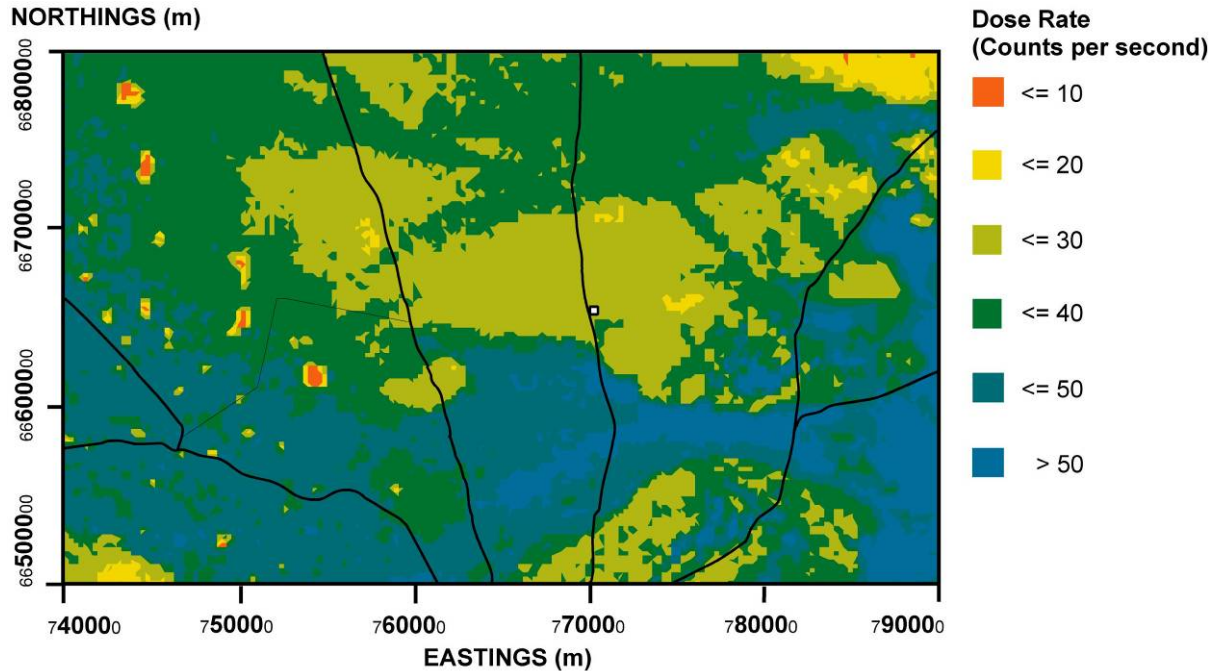 NORTHINGS (m)
6680000
6670000
6660000
6650000
740000 750000 760000 770000 780000 790000
EASTINGS (m)
Dose Rate
(Counts per second)
<= 10
<= 20
<= 30
<= 40
<= 50
> 50